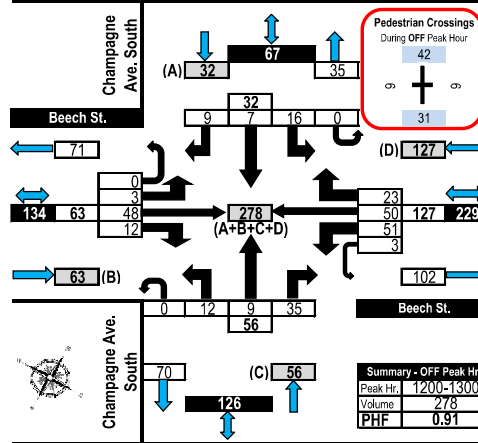 Champagne
Ave. South
Pedestrian Crossings
During OFF Peak Hour
42
9
9
31
67
(A)
32
35
32
9
7
16
0
Beech St.
71
(D)
127
0
3
48
12
134
63
278
(A+B+C+D)
23
50
51
3
127
229
63
(B)
102
0
12
9
35
56
Beech St.
Champagne Ave.
South
70
(C)
56
126
Summary - OFF Peak Hr.
Peak Hr.
1200-1300
Volume
278
PHF
0.91